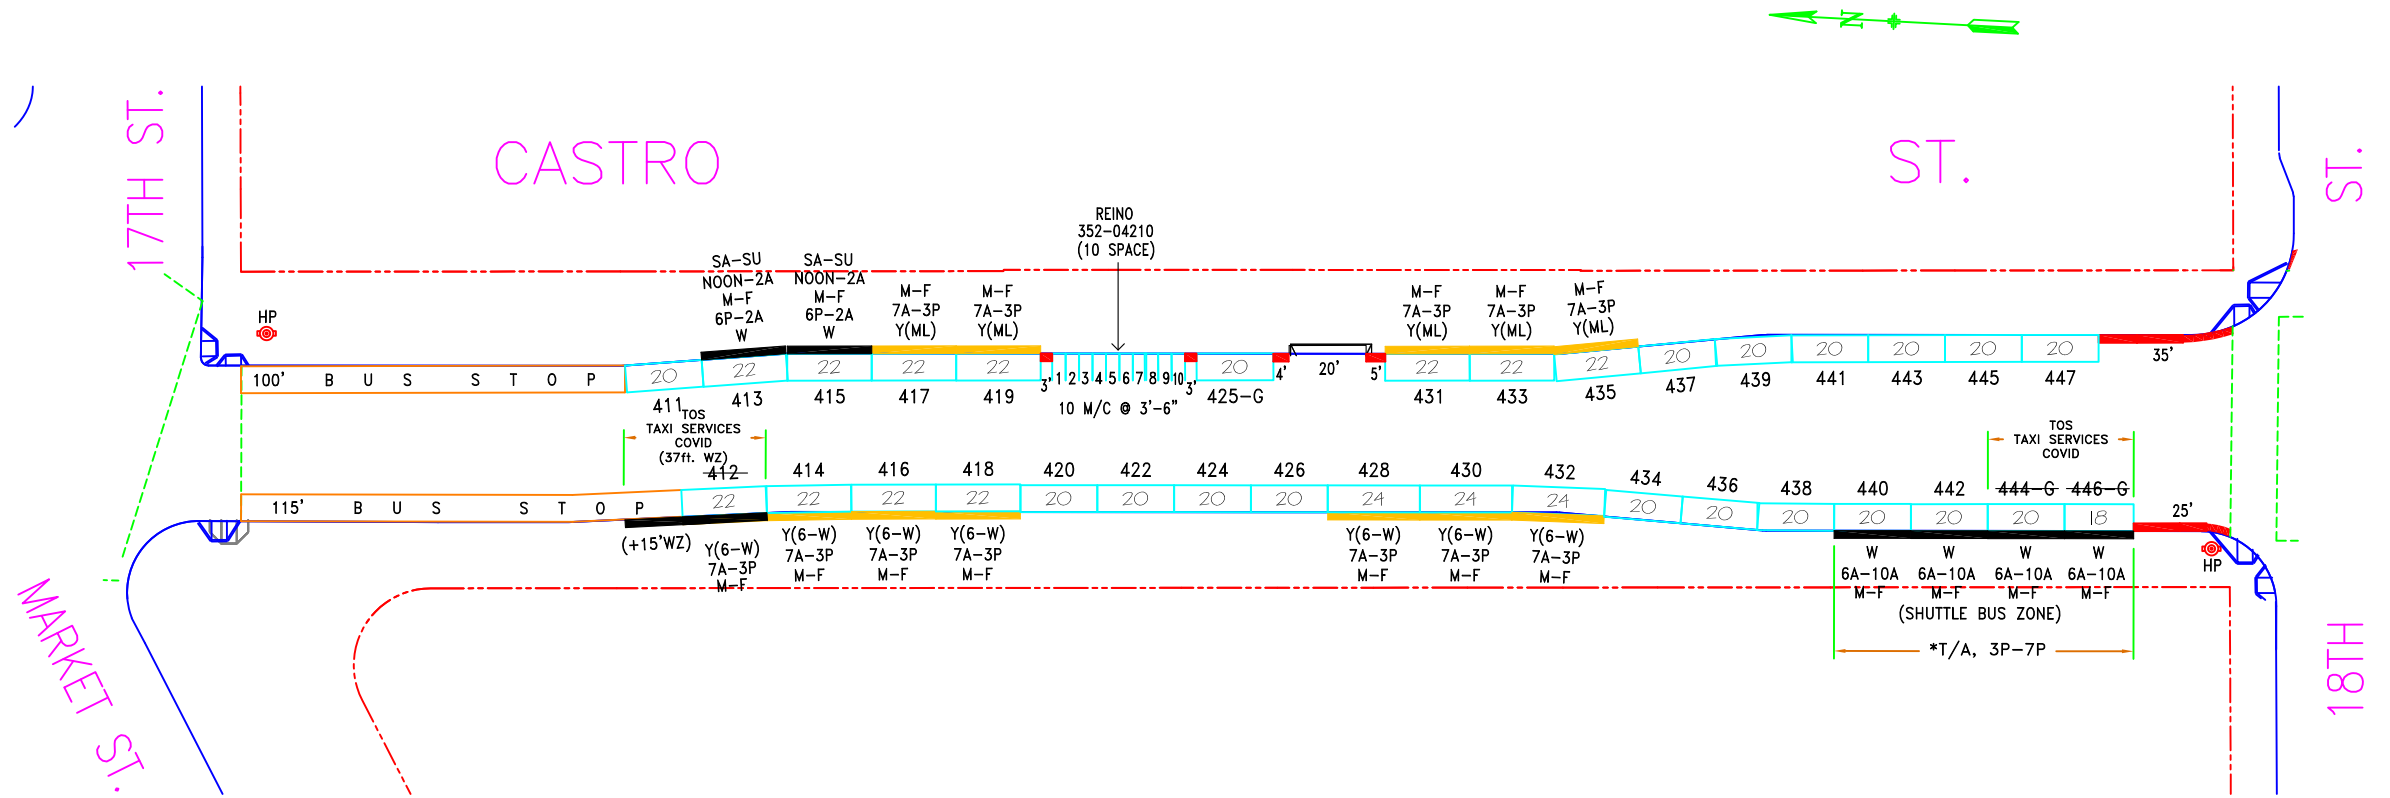 N
17TH ST.
CASTRO
ST.
ST.
REINO
352-04210
(10 SPACE)
SA-SU
NOON-2A
M-F
6P-2A
W
SA-SU
NOON-2A
M-F
6P-2A
W
M-F
7A-3P
Y(ML)
M-F
7A-3P
Y(ML)
M-F
7A-3P
Y(ML)
M-F
7A-3P
Y(ML)
M-F
7A-3P
Y(ML)
HP
100' BUS STOP
20 22 22 22 22
3' 1 2 3 4 5 6 7 8 9 10 3'
20
4'
20'
5'
22 22 22 20 20 20 20 20 20
35'
411 413 415 417 419
10 M/C @ 3'-6"
425-G
431 433 435 437 439 441 443 445 447
TOS
TAXI SERVICES
COVID
(37ft. WZ)
TOS
TAXI SERVICES
COVID
412 414 416 418 420 422 424 426 428 430 432 434 436 438 440 442 444-G 446-G
115' BUS STOP
22 22 22 22 20 20 20 20 24 24 24 20 20 20 20 20 20 18
25'
(+15'WZ)
Y(6-W)
7A-3P
M-F
Y(6-W)
7A-3P
M-F
Y(6-W)
7A-3P
M-F
Y(6-W)
7A-3P
M-F
Y(6-W)
7A-3P
M-F
Y(6-W)
7A-3P
M-F
Y(6-W)
7A-3P
M-F
W
6A-10A
M-F
W
6A-10A
M-F
W
6A-10A
M-F
W
6A-10A
M-F
HP
(SHUTTLE BUS ZONE)
*T/A, 3P-7P
MARKET ST.
18TH